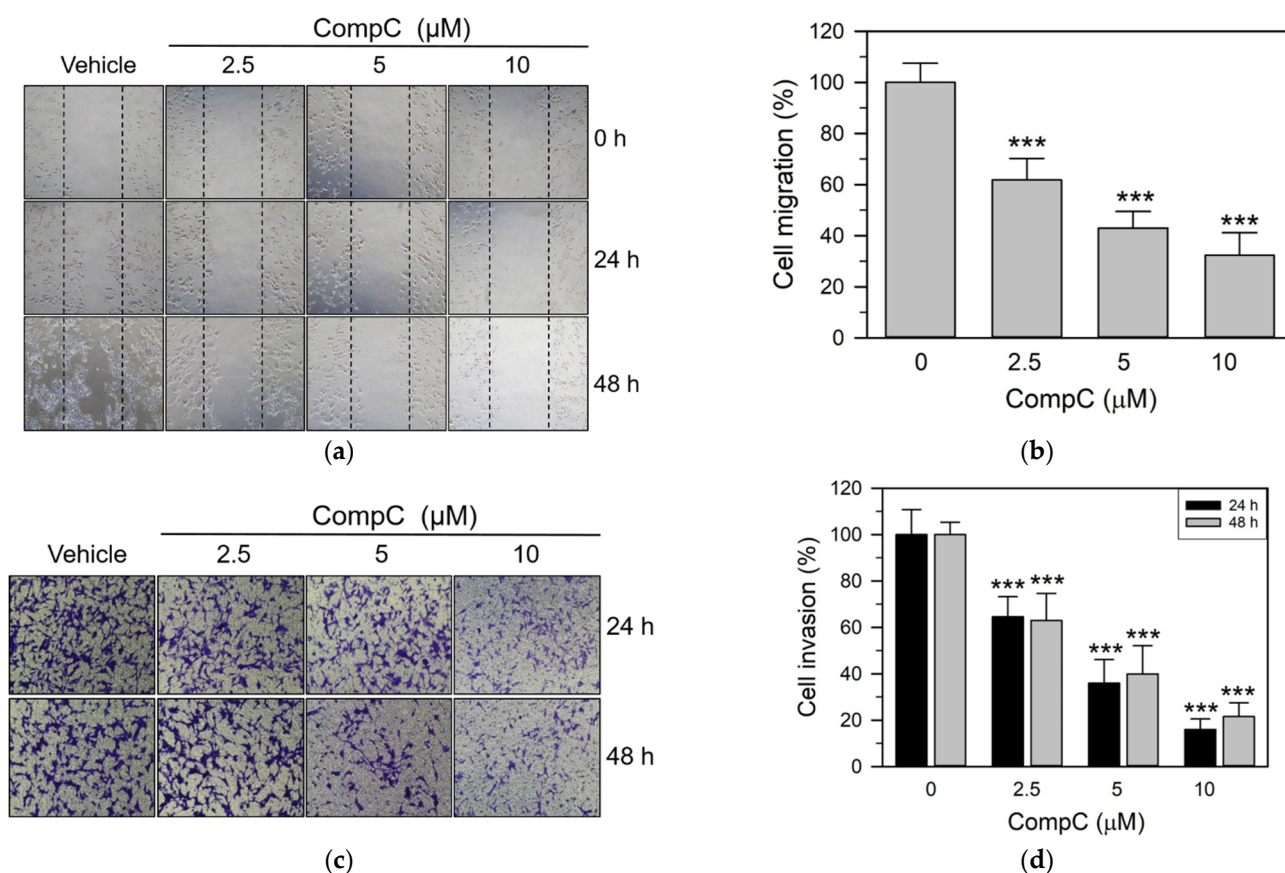 CompC (μM)
Vehicle 2.5 5 10
0 h
24 h
48 h
(a)
120
100
80
60
40
20
0
Cell migration (%)
***
***
***
0 2.5 5 10
CompC (μM)
(b)
CompC (μM)
Vehicle 2.5 5 10
24 h
48 h
(c)
120
100
80
60
40
20
0
Cell invasion (%)
24 h
48 h
*** ***
*** ***
*** ***
0 2.5 5 10
CompC (μM)
(d)